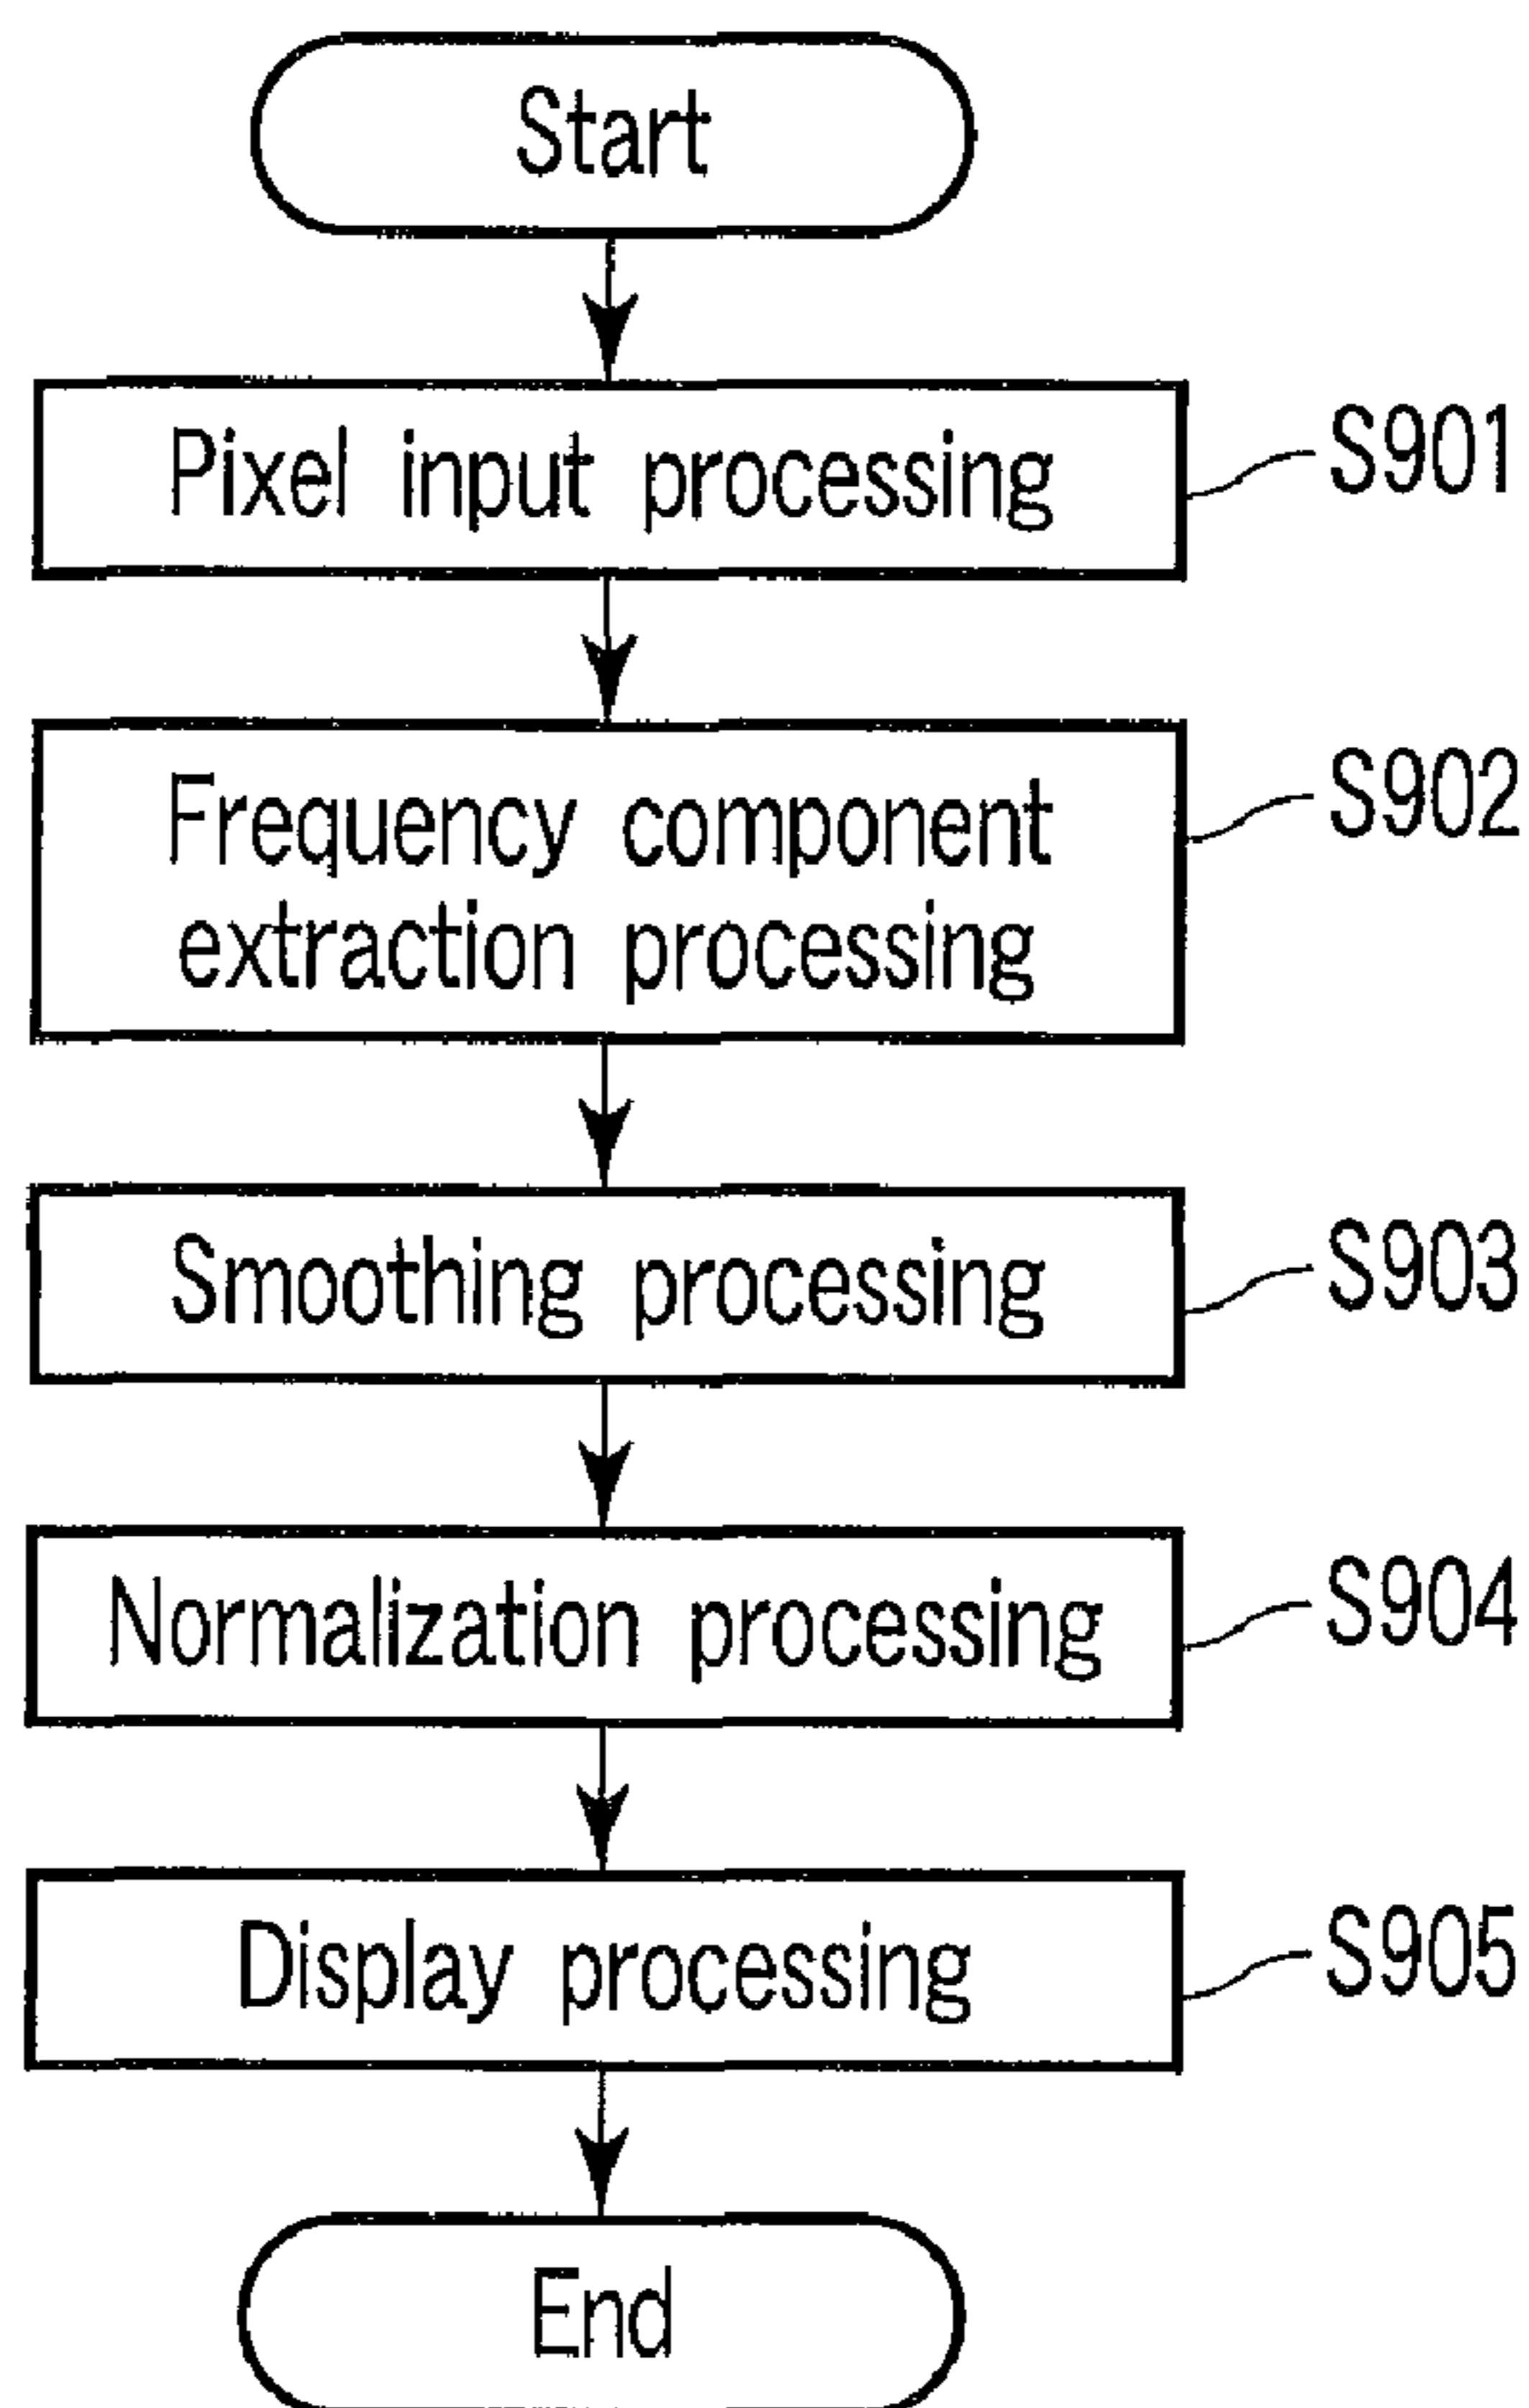 Start
Pixel input processing
S901
Frequency component
extraction processing
S902
Smoothing processing
S903
Normalization processing
S904
Display processing
S905
End